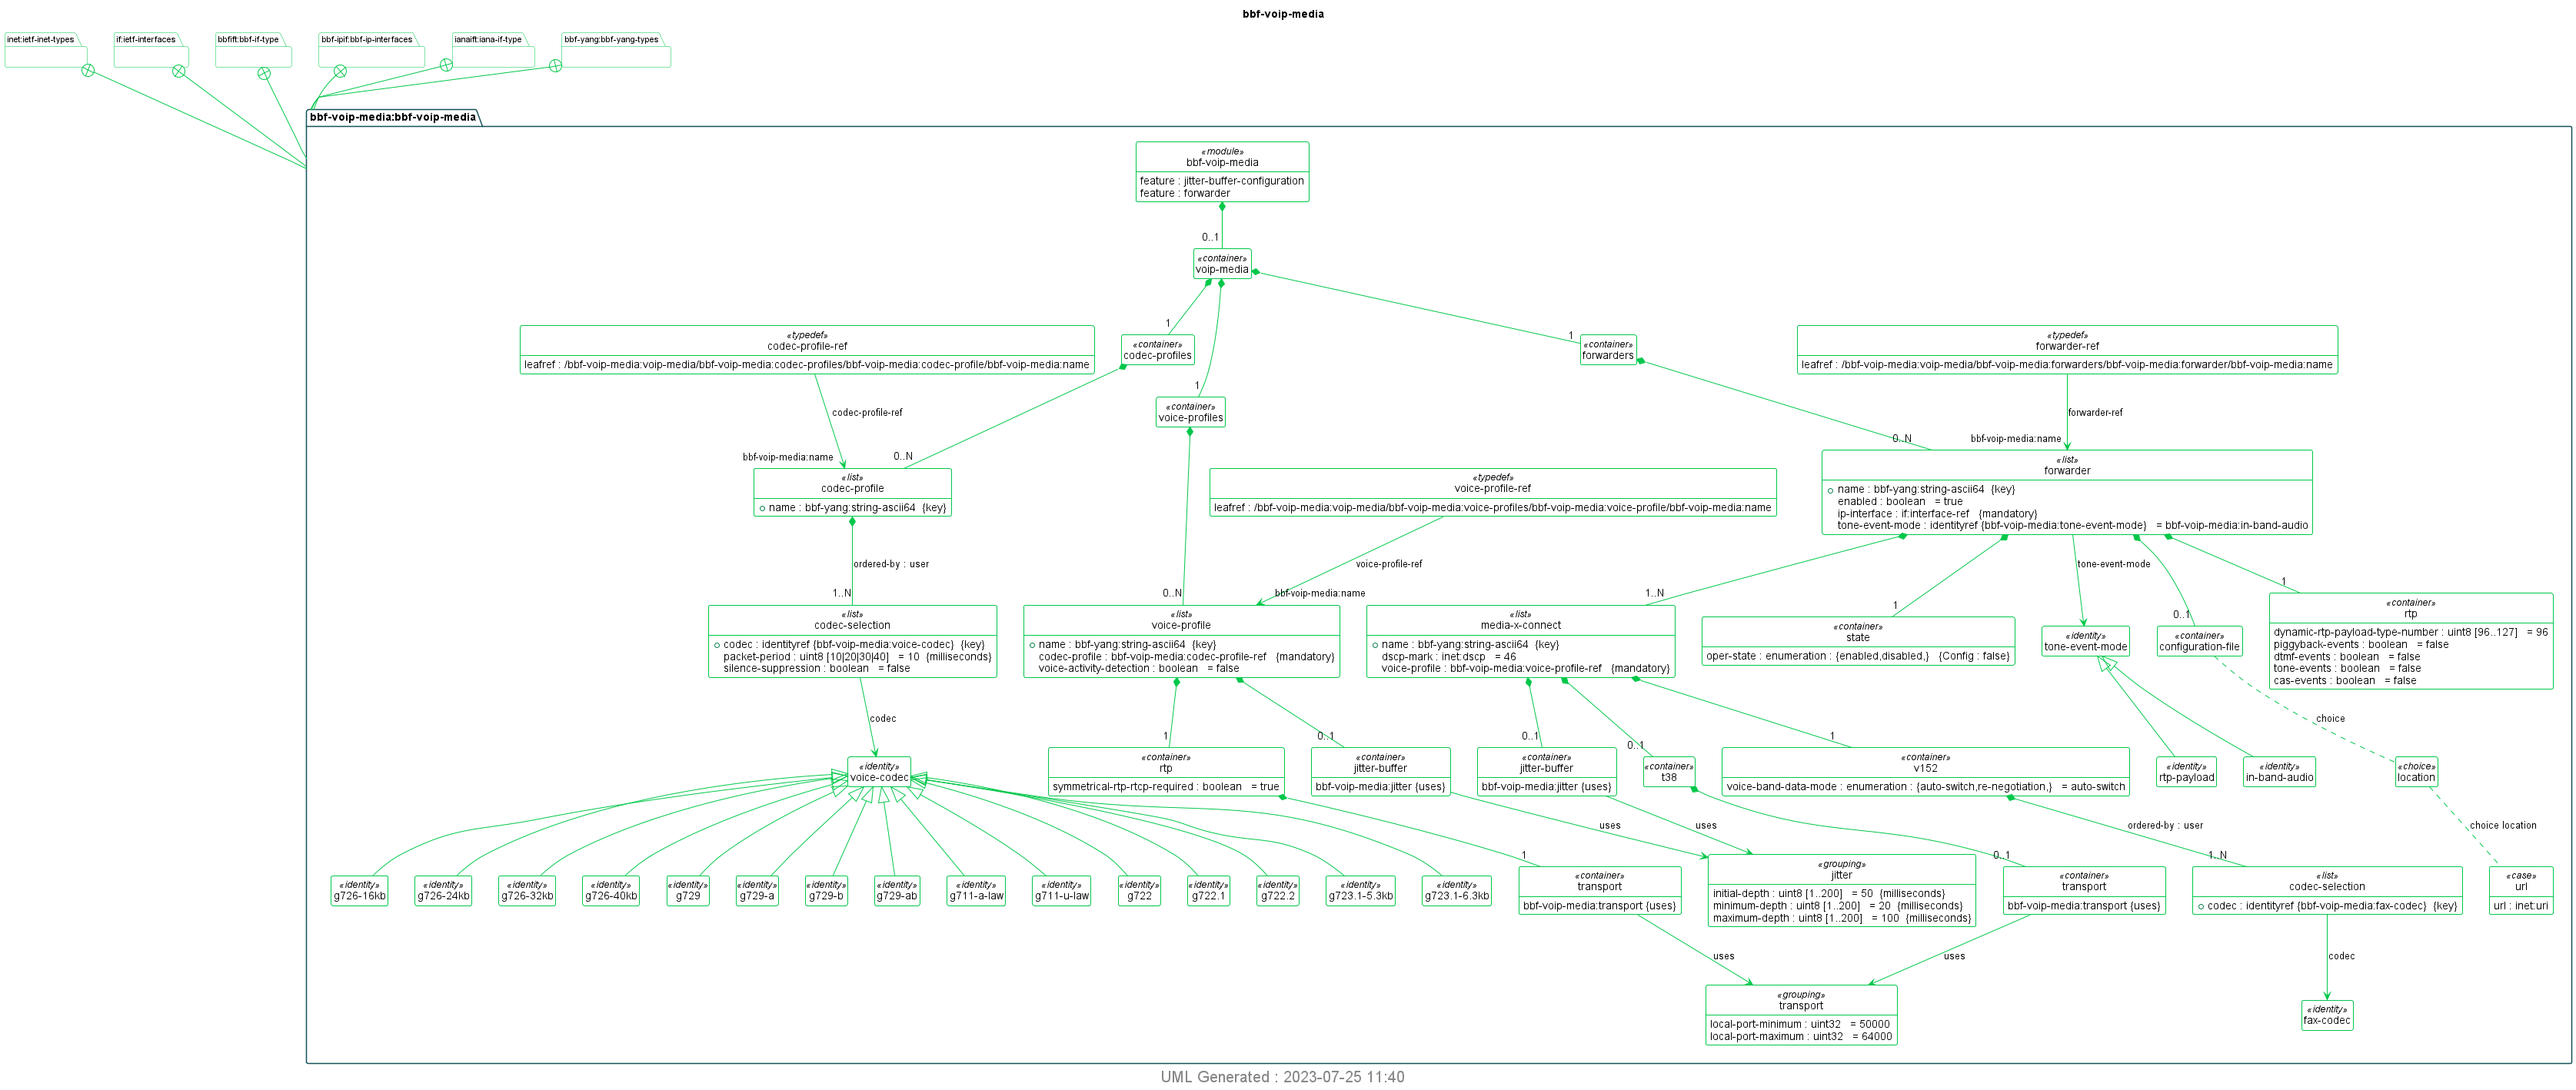 bbf-voip-media
inet:ietf-inet-types
if:ietf-interfaces
bbfift:bbf-if-type
bbf-ipif:bbf-ip-interfaces
ianaift:iana-if-type
bbf-yang:bbf-yang-types
bbf-voip-media:bbf-voip-media
«module»
bbf-voip-media
feature : jitter-buffer-configuration
feature : forwarder
0..1
«container»
voip-media
1
1
1
«typedef»
codec-profile-ref
leafref : /bbf-voip-media:voip-media/bbf-voip-media:codec-profiles/bbf-voip-media:codec-profile/bbf-voip-media:name
«container»
codec-profiles
«container»
forwarders
«typedef»
forwarder-ref
leafref : /bbf-voip-media:voip-media/bbf-voip-media:forwarders/bbf-voip-media:forwarder/bbf-voip-media:name
«container»
voice-profiles
codec-profile-ref
forwarder-ref
bbf-voip-media:name
0..N
0..N
bbf-voip-media:name
«list»
codec-profile
name : bbf-yang:string-ascii64 {key}
«typedef»
voice-profile-ref
leafref : /bbf-voip-media:voip-media/bbf-voip-media:voice-profiles/bbf-voip-media:voice-profile/bbf-voip-media:name
«list»
forwarder
name : bbf-yang:string-ascii64 {key}
enabled : boolean = true
ip-interface : if:interface-ref {mandatory}
tone-event-mode : identityref {bbf-voip-media:tone-event-mode} = bbf-voip-media:in-band-audio
ordered-by : user
voice-profile-ref
tone-event-mode
1..N
0..N
bbf-voip-media:name
1..N
1
0..1
1
«list»
codec-selection
codec : identityref {bbf-voip-media:voice-codec} {key}
packet-period : uint8 [10|20|30|40] = 10 {milliseconds}
silence-suppression : boolean = false
«list»
voice-profile
name : bbf-yang:string-ascii64 {key}
codec-profile : bbf-voip-media:codec-profile-ref {mandatory}
voice-activity-detection : boolean = false
«list»
media-x-connect
name : bbf-yang:string-ascii64 {key}
dscp-mark : inet:dscp = 46
voice-profile : bbf-voip-media:voice-profile-ref {mandatory}
«container»
state
oper-state : enumeration : {enabled,disabled,} {Config : false}
«identity»
tone-event-mode
«container»
configuration-file
«container»
rtp
dynamic-rtp-payload-type-number : uint8 [96..127] = 96
piggyback-events : boolean = false
dtmf-events : boolean = false
tone-events : boolean = false
cas-events : boolean = false
codec
choice
1
0..1
0..1
0..1
1
«identity»
voice-codec
«container»
rtp
symmetrical-rtp-rtcp-required : boolean = true
«container»
jitter-buffer
bbf-voip-media:jitter {uses}
«container»
jitter-buffer
bbf-voip-media:jitter {uses}
«container»
t38
«container»
v152
voice-band-data-mode : enumeration : {auto-switch,re-negotiation,} = auto-switch
«identity»
rtp-payload
«identity»
in-band-audio
«choice»
location
uses
uses
ordered-by : user
choice location
1
0..1
1..N
«identity»
g726-16kb
«identity»
g726-24kb
«identity»
g726-32kb
«identity»
g726-40kb
«identity»
g729
«identity»
g729-a
«identity»
g729-b
«identity»
g729-ab
«identity»
g711-a-law
«identity»
g711-u-law
«identity»
g722
«identity»
g722.1
«identity»
g722.2
«identity»
g723.1-5.3kb
«identity»
g723.1-6.3kb
«container»
transport
bbf-voip-media:transport {uses}
«grouping»
jitter
initial-depth : uint8 [1..200] = 50 {milliseconds}
minimum-depth : uint8 [1..200] = 20 {milliseconds}
maximum-depth : uint8 [1..200] = 100 {milliseconds}
«container»
transport
bbf-voip-media:transport {uses}
«list»
codec-selection
codec : identityref {bbf-voip-media:fax-codec} {key}
«case»
url
url : inet:uri
uses
uses
codec
«grouping»
transport
local-port-minimum : uint32 = 50000
local-port-maximum : uint32 = 64000
«identity»
fax-codec
UML Generated : 2023-07-25 11:40